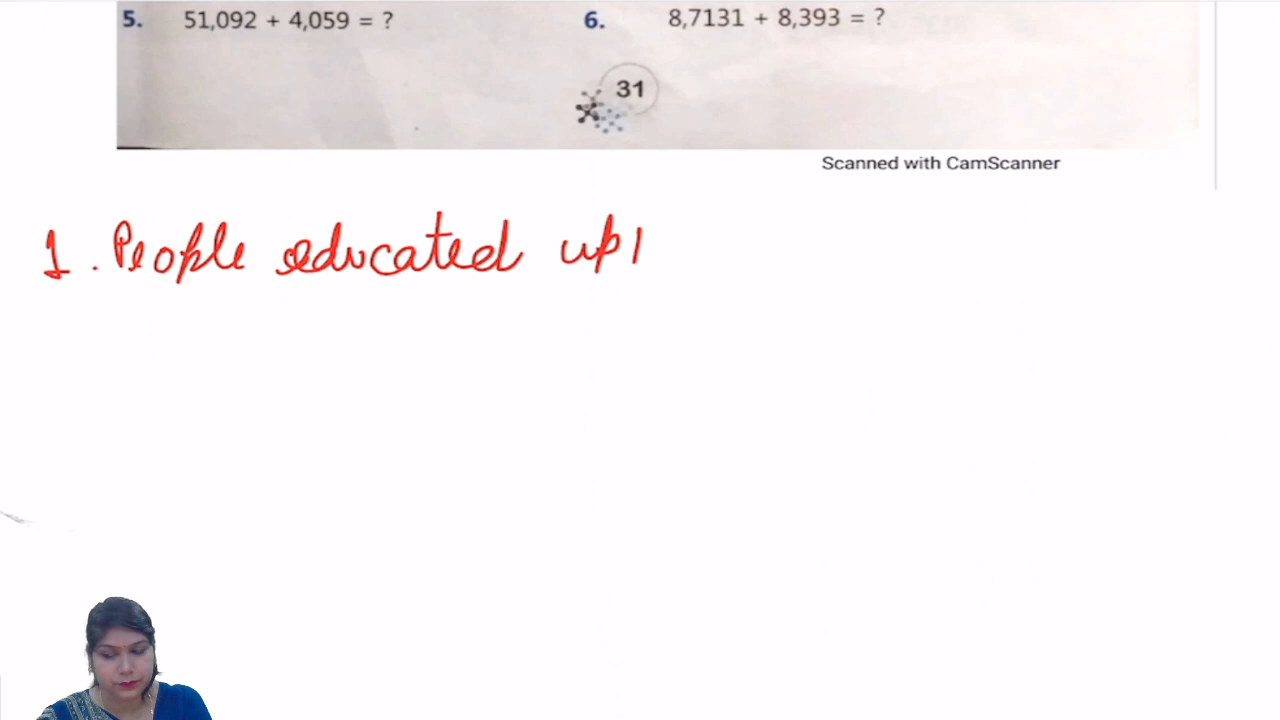 5. 51,092 + 4,059 = ? 6. 8,7131 + 8,393 = ?
31
Scanned with CamScanner
1. People educated up